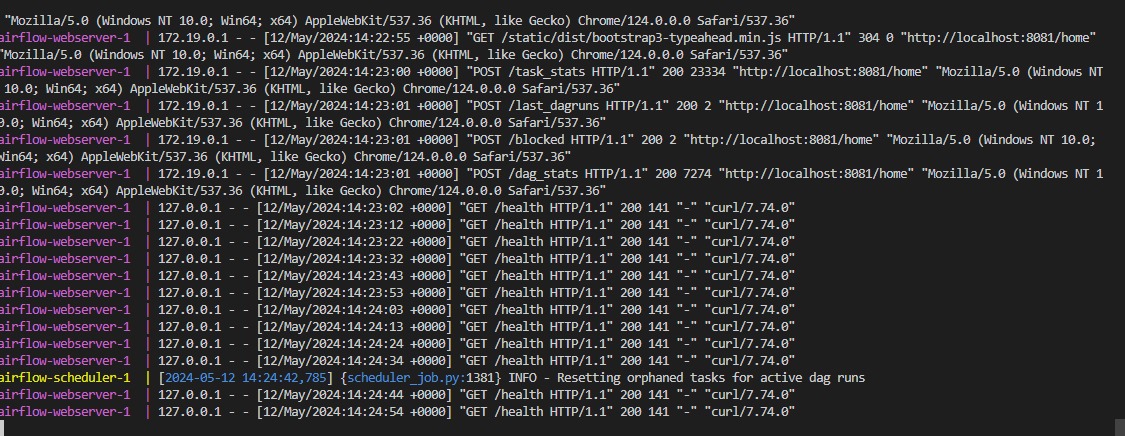 "Mozilla/5.0 (Windows NT 10.0; Win64; x64) AppleWebKit/537.36 (KHTML, like Gecko) Chrome/124.0.0.0 Safari/537.36"
airflow-webserver-1 | 172.19.0.1 - - [12/May/2024:14:22:55 +0000] "GET /static/dist/bootstrap3-typeahead.min.js HTTP/1.1" 304 0 "http://localhost:8081/home"
"Mozilla/5.0 (Windows NT 10.0; Win64; x64) AppleWebKit/537.36 (KHTML, like Gecko) Chrome/124.0.0.0 Safari/537.36"
airflow-webserver-1 | 172.19.0.1 - - [12/May/2024:14:23:00 +0000] "POST /task_stats HTTP/1.1" 200 23334 "http://localhost:8081/home" "Mozilla/5.0 (Windows NT
10.0; Win64; x64) AppleWebKit/537.36 (KHTML, like Gecko) Chrome/124.0.0.0 Safari/537.36"
airflow-webserver-1 | 172.19.0.1 - - [12/May/2024:14:23:01 +0000] "POST /last_dagruns HTTP/1.1" 200 2 "http://localhost:8081/home" "Mozilla/5.0 (Windows NT 1
0.0; Win64; x64) AppleWebKit/537.36 (KHTML, like Gecko) Chrome/124.0.0.0 Safari/537.36"
airflow-webserver-1 | 172.19.0.1 - - [12/May/2024:14:23:01 +0000] "POST /blocked HTTP/1.1" 200 2 "http://localhost:8081/home" "Mozilla/5.0 (Windows NT 10.0;
Win64; x64) AppleWebKit/537.36 (KHTML, like Gecko) Chrome/124.0.0.0 Safari/537.36"
airflow-webserver-1 | 172.19.0.1 - - [12/May/2024:14:23:01 +0000] "POST /dag_stats HTTP/1.1" 200 7274 "http://localhost:8081/home" "Mozilla/5.0 (Windows NT 1
0.0; Win64; x64) AppleWebKit/537.36 (KHTML, like Gecko) Chrome/124.0.0.0 Safari/537.36"
airflow-webserver-1 | 127.0.0.1 - - [12/May/2024:14:23:02 +0000] "GET /health HTTP/1.1" 200 141 "-" "curl/7.74.0"
airflow-webserver-1 | 127.0.0.1 - - [12/May/2024:14:23:12 +0000] "GET /health HTTP/1.1" 200 141 "-" "curl/7.74.0"
airflow-webserver-1 | 127.0.0.1 - - [12/May/2024:14:23:22 +0000] "GET /health HTTP/1.1" 200 141 "-" "curl/7.74.0"
airflow-webserver-1 | 127.0.0.1 - - [12/May/2024:14:23:32 +0000] "GET /health HTTP/1.1" 200 141 "-" "curl/7.74.0"
airflow-webserver-1 | 127.0.0.1 - - [12/May/2024:14:23:43 +0000] "GET /health HTTP/1.1" 200 141 "-" "curl/7.74.0"
airflow-webserver-1 | 127.0.0.1 - - [12/May/2024:14:23:53 +0000] "GET /health HTTP/1.1" 200 141 "-" "curl/7.74.0"
airflow-webserver-1 | 127.0.0.1 - - [12/May/2024:14:24:03 +0000] "GET /health HTTP/1.1" 200 141 "-" "curl/7.74.0"
airflow-webserver-1 | 127.0.0.1 - - [12/May/2024:14:24:13 +0000] "GET /health HTTP/1.1" 200 141 "-" "curl/7.74.0"
airflow-webserver-1 | 127.0.0.1 - - [12/May/2024:14:24:24 +0000] "GET /health HTTP/1.1" 200 141 "-" "curl/7.74.0"
airflow-webserver-1 | 127.0.0.1 - - [12/May/2024:14:24:34 +0000] "GET /health HTTP/1.1" 200 141 "-" "curl/7.74.0"
airflow-scheduler-1 | [2024-05-12 14:24:42,785] {scheduler_job.py:1381} INFO - Resetting orphaned tasks for active dag runs
airflow-webserver-1 | 127.0.0.1 - - [12/May/2024:14:24:44 +0000] "GET /health HTTP/1.1" 200 141 "-" "curl/7.74.0"
airflow-webserver-1 | 127.0.0.1 - - [12/May/2024:14:24:54 +0000] "GET /health HTTP/1.1" 200 141 "-" "curl/7.74.0"